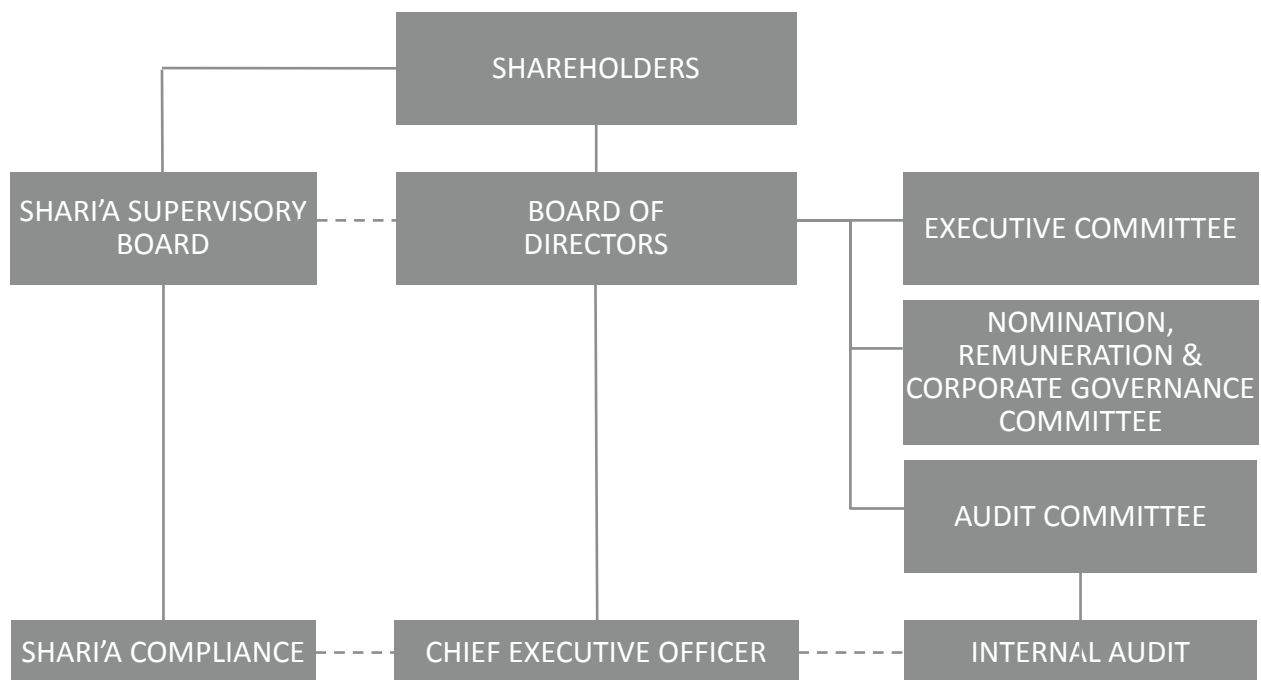 SHAREHOLDERS
SHARI’A SUPERVISORY
BOARD
BOARD OF
DIRECTORS
EXECUTIVE COMMITTEE
NOMINATION,
REMUNERATION &
CORPORATE GOVERNANCE
COMMITTEE
AUDIT COMMITTEE
SHARI’A COMPLIANCE
CHIEF EXECUTIVE OFFICER
INTERNAL AUDIT